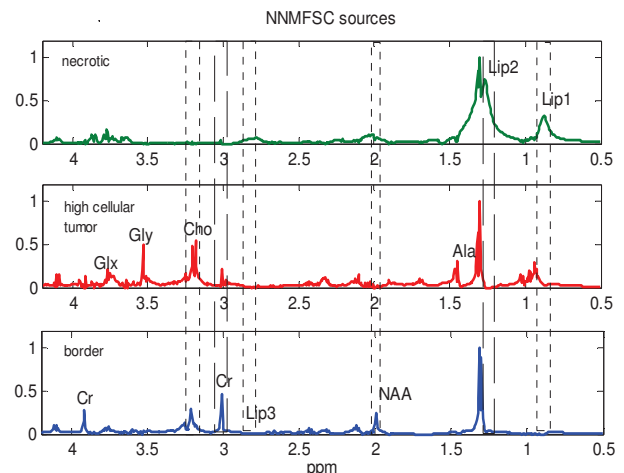 NNMFSC sources
1
necrotic
Lip2
0.5
Lip1
0
4 3.5 3 2.5 2 1.5 1 0.5
1
high cellular
tumor
Gly
Cho
0.5
Glx
Ala
0
4 3.5 3 2.5 2 1.5 1 0.5
1
border
Cr
Cr
0.5
Lip3
NAA
0
4 3.5 3 2.5 2 1.5 1 0.5
ppm